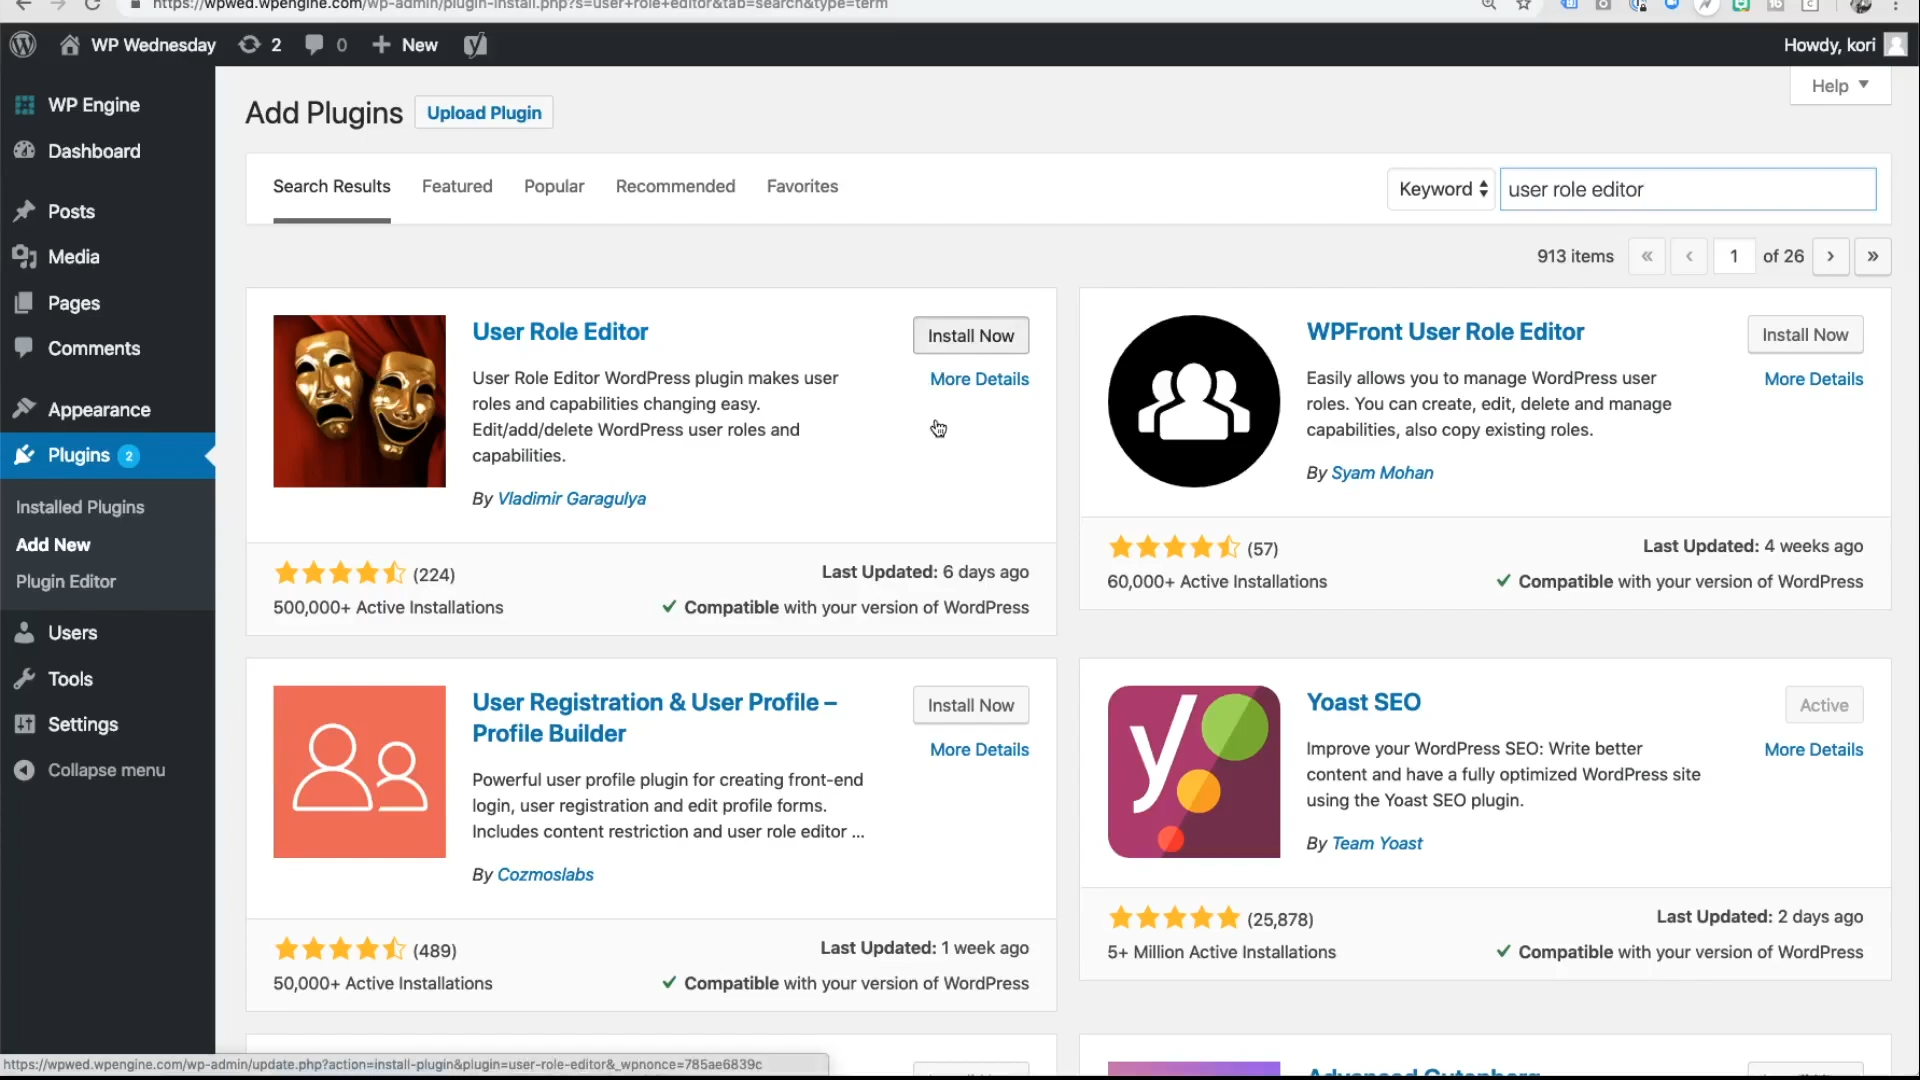 https://wpwed.wpengine.com/wp-admin/plugin-install.php?s=user+role+editor&tab=search&type=term
WP Wednesday
2
0
New
Howdy, kori
Help
WP Engine
Dashboard
Posts
Media
Pages
Comments
Appearance
Plugins 2
Installed Plugins
Add New
Plugin Editor
Users
Tools
Settings
Collapse menu
Add Plugins
Upload Plugin
Search Results
Featured
Popular
Recommended
Favorites
Keyword
user role editor
913 items « ‹ 1 of 26 › »
User Role Editor
Install Now
More Details
User Role Editor WordPress plugin makes user
roles and capabilities changing easy.
Edit/add/delete WordPress user roles and
capabilities.
By Vladimir Garagulya
(224)
Last Updated: 6 days ago
500,000+ Active Installations
Compatible with your version of WordPress
WPFront User Role Editor
Install Now
More Details
Easily allows you to manage WordPress user
roles. You can create, edit, delete and manage
capabilities, also copy existing roles.
By Syam Mohan
(57)
Last Updated: 4 weeks ago
60,000+ Active Installations
Compatible with your version of WordPress
User Registration & User Profile –
Profile Builder
Install Now
More Details
Powerful user profile plugin for creating front-end
login, user registration and edit profile forms.
Includes content restriction and user role editor ...
By Cozmoslabs
(489)
Last Updated: 1 week ago
50,000+ Active Installations
Compatible with your version of WordPress
y
Yoast SEO
Active
More Details
Improve your WordPress SEO: Write better
content and have a fully optimized WordPress site
using the Yoast SEO plugin.
By Team Yoast
(25,878)
Last Updated: 2 days ago
5+ Million Active Installations
Compatible with your version of WordPress
Advanced Gutenberg
https://wpwed.wpengine.com/wp-admin/update.php?action=install-plugin&plugin=user-role-editor&_wpnonce=785ae6839c